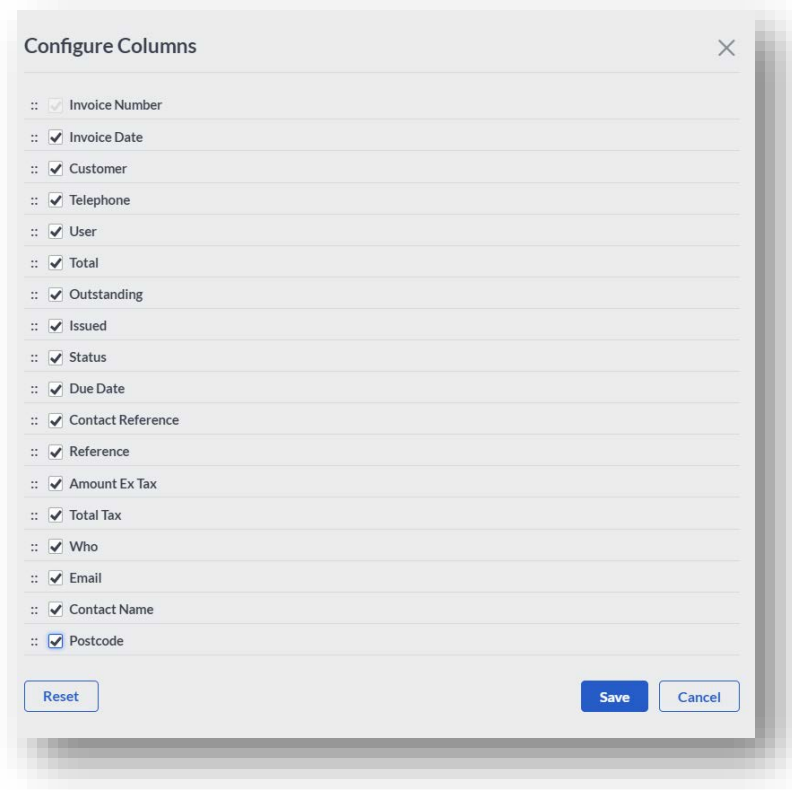 Configure Columns
Invoice Number
Invoice Date
Customer
Telephone
User
Total
Outstanding
Issued
Status
Due Date
Contact Reference
Reference
Amount Ex Tax
Total Tax
Who
Email
Contact Name
Postcode
Reset Save Cancel